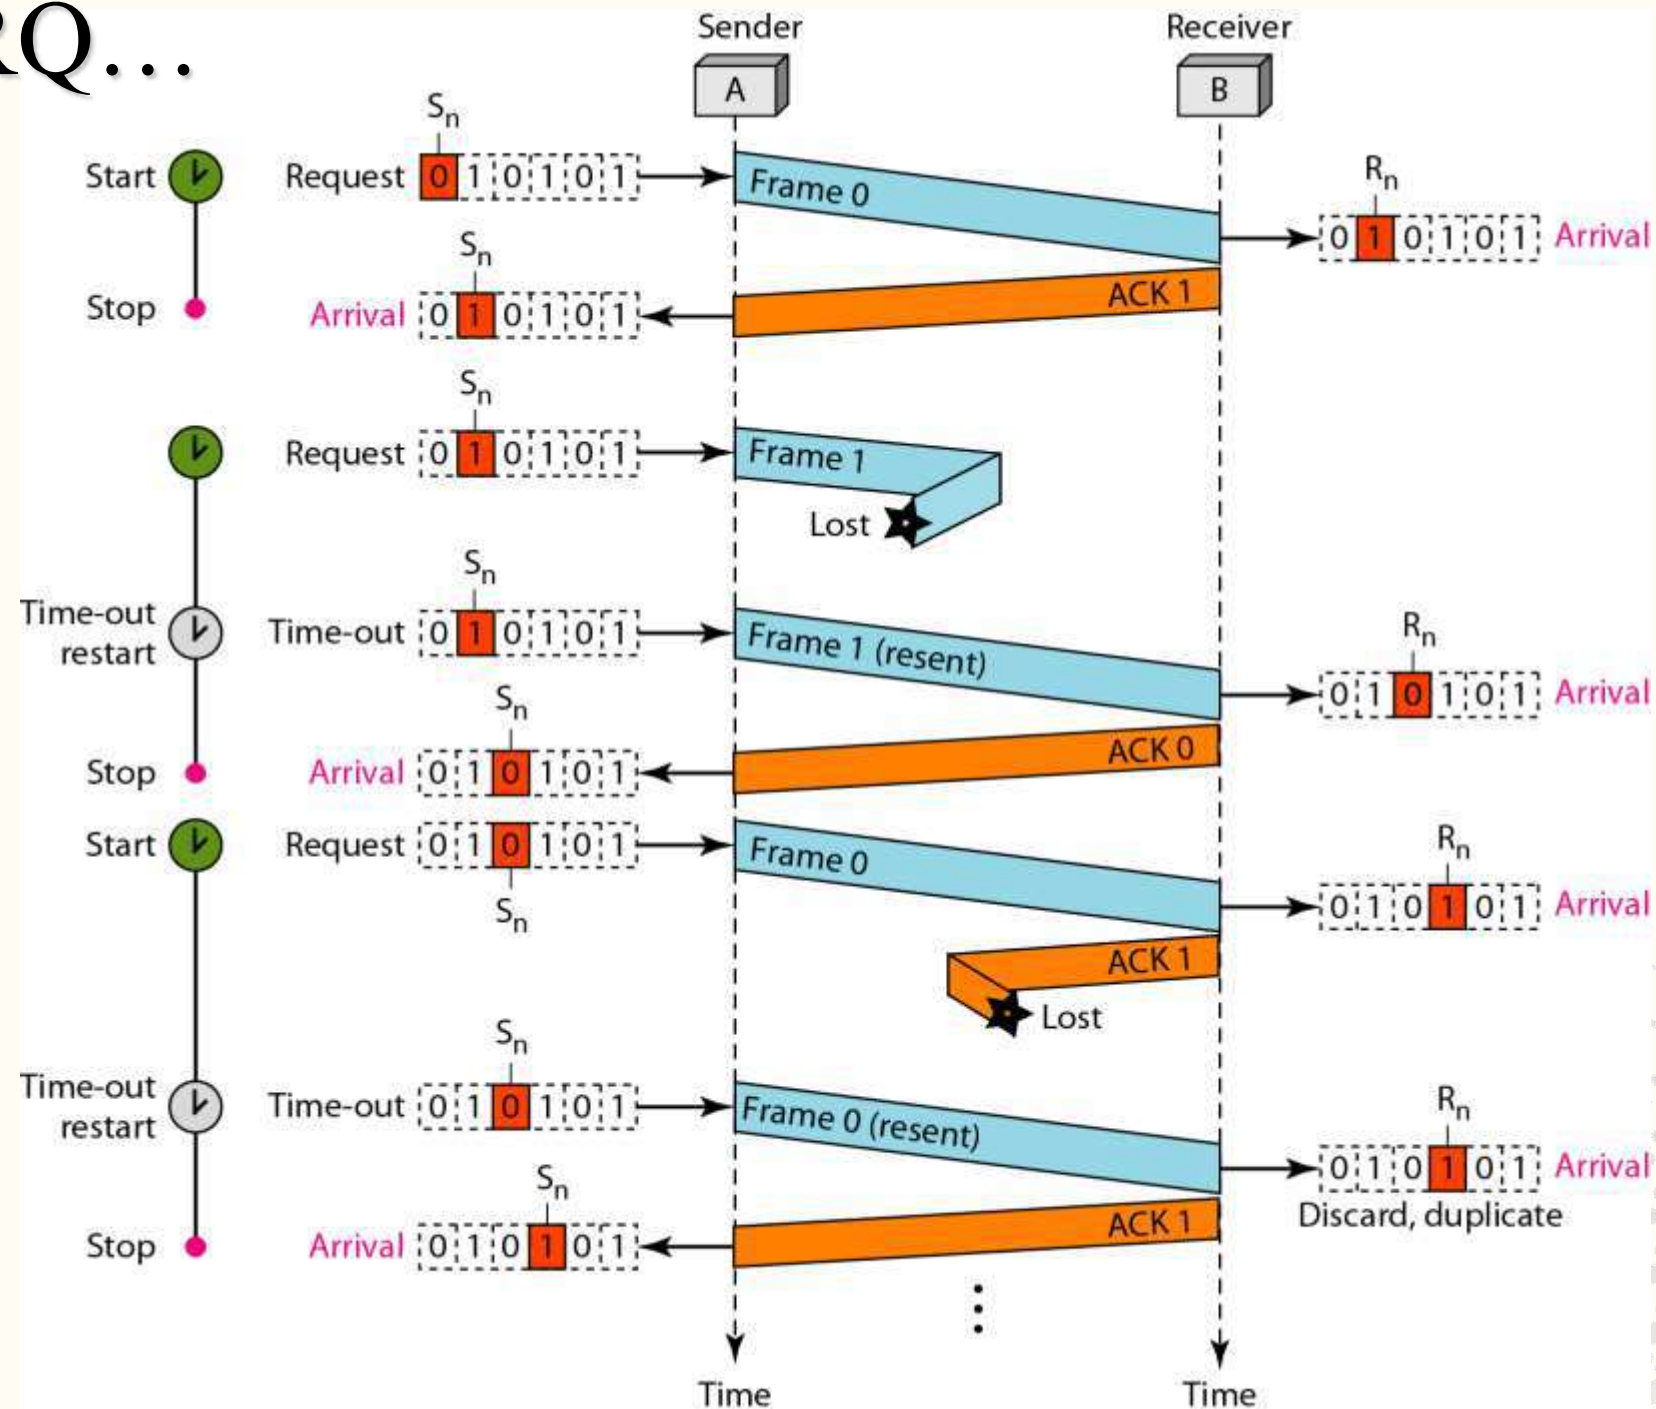 RQ…
Sender
Receiver
A
B
Sn
Start
Request 0 1 0 1 0 1
Frame 0
Rn
0 1 0 1 0 1 Arrival
Sn
Stop
Arrival 0 1 0 1 0 1
ACK 1
Sn
Request 0 1 0 1 0 1
Frame 1
Lost
Sn
Time-out
restart
Time-out 0 1 0 1 0 1
Frame 1 (resent)
Rn
0 1 0 1 0 1 Arrival
Sn
Stop
Arrival 0 1 0 1 0 1
ACK 0
Start
Request 0 1 0 1 0 1
Sn
Frame 0
Rn
0 1 0 1 0 1 Arrival
ACK 1
Lost
Sn
Time-out
restart
Time-out 0 1 0 1 0 1
Frame 0 (resent)
Rn
0 1 0 1 0 1 Arrival
Discard, duplicate
Sn
Stop
Arrival 0 1 0 1 0 1
ACK 1
Time
Time